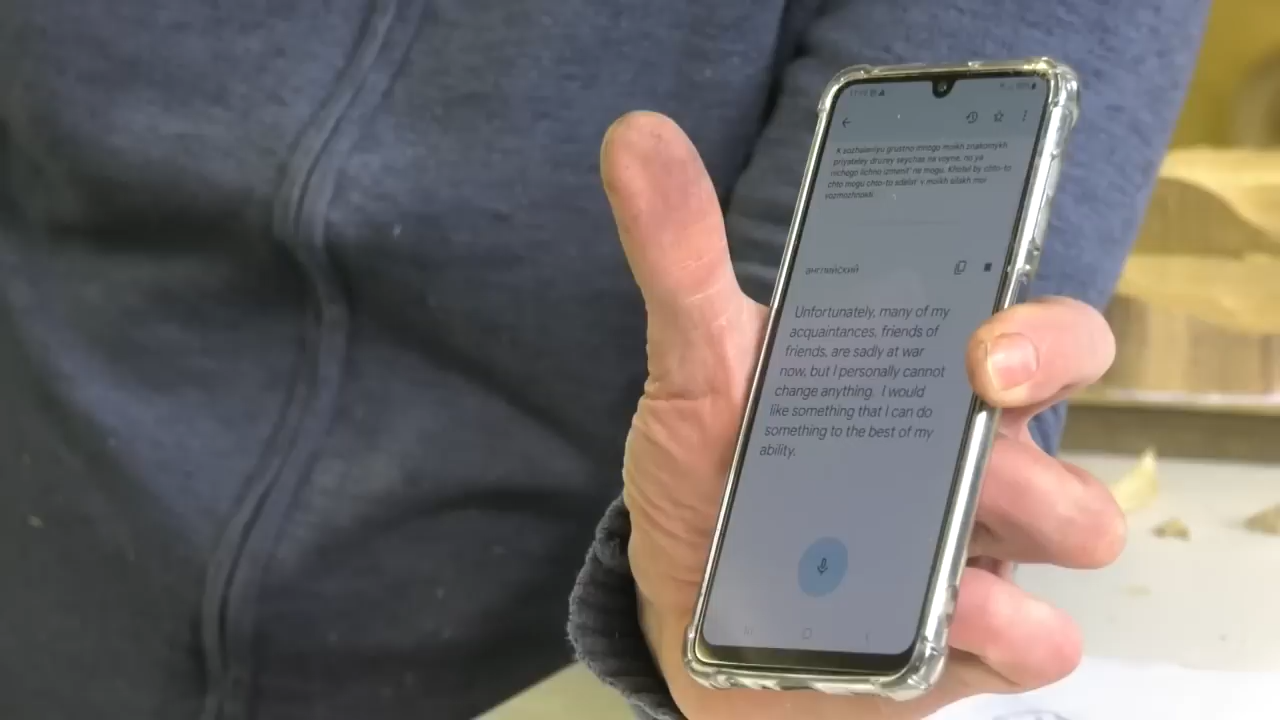 K sozhaleniyu grustno mnogo moikh znakomykh
priyateley druzey seychas na voyne, no ya
nichego lichno izmenit' ne mogu. Khotel by chto-to
chto mogu chto-to sdelat' v moikh silakh moi
vozmozhnosti
английский
Unfortunately, many of my
acquaintances, friends of
friends, are sadly at war
now, but I personally cannot
change anything. I would
like something that I can do
something to the best of my
ability.